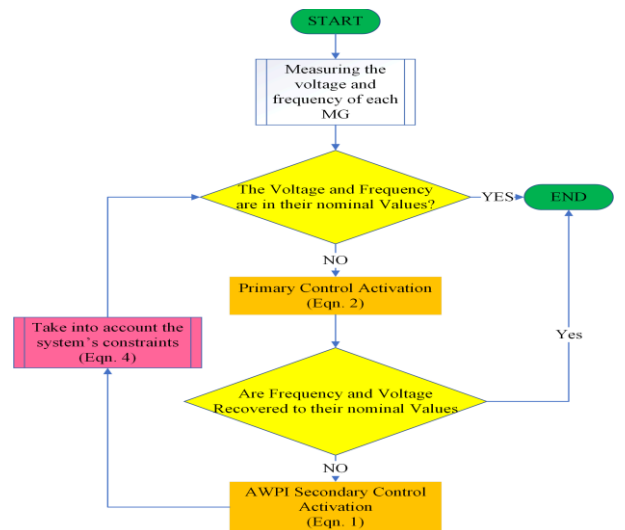 START
Measuring the
voltage and
frequency of each
MG
The Voltage and Frequency
are in their nominal Values?
YES
END
NO
Primary Control Activation
(Eqn. 2)
Take into account the
system's constraints
(Eqn. 4)
Yes
Are Frequency and Voltage
Recovered to their nominal Values
NO
AWPI Secondary Control
Activation
(Eqn. 1)